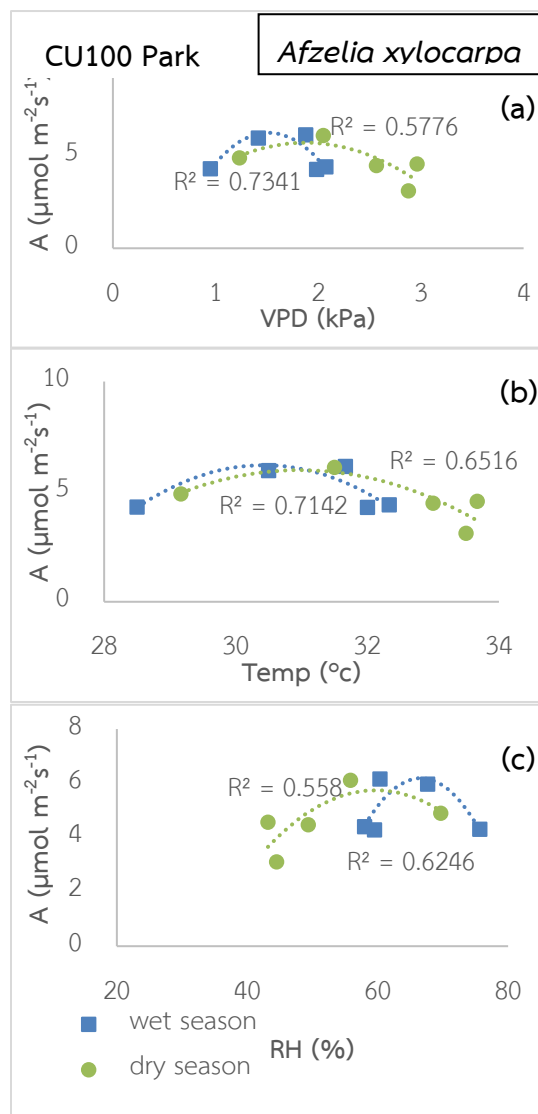 CU100 Park
Afzelia xylocarpa
(a)
R² = 0.5776
R² = 0.7341
5
0
A (μmol m⁻²s⁻¹)
0 1 2 3 4
VPD (kPa)
(b)
10
R² = 0.6516
R² = 0.7142
5
0
A (μmol m⁻²s⁻¹)
28 30 32 34
Temp (°c)
(c)
8
6
R² = 0.558
4
R² = 0.6246
2
0
A (μmol m⁻²s⁻¹)
20 40 60 80
RH (%)
wet season
dry season